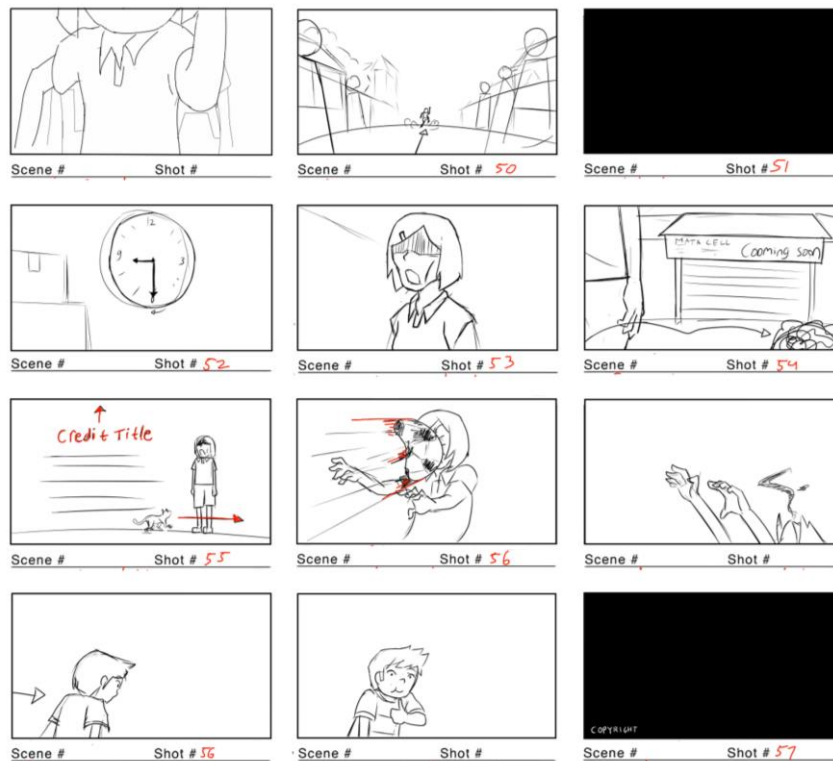 Scene # Shot #
Scene # Shot # 50
Scene # Shot # 51
12
9 3
Scene # Shot # 52
Scene # Shot # 53
MATA CELL
Cooming soon
Scene # Shot # 54
Credit Title
Scene # Shot # 55
Scene # Shot # 56
Scene # Shot #
Scene # Shot # 56
Scene # Shot #
COPYRIGHT
Scene # Shot # 57